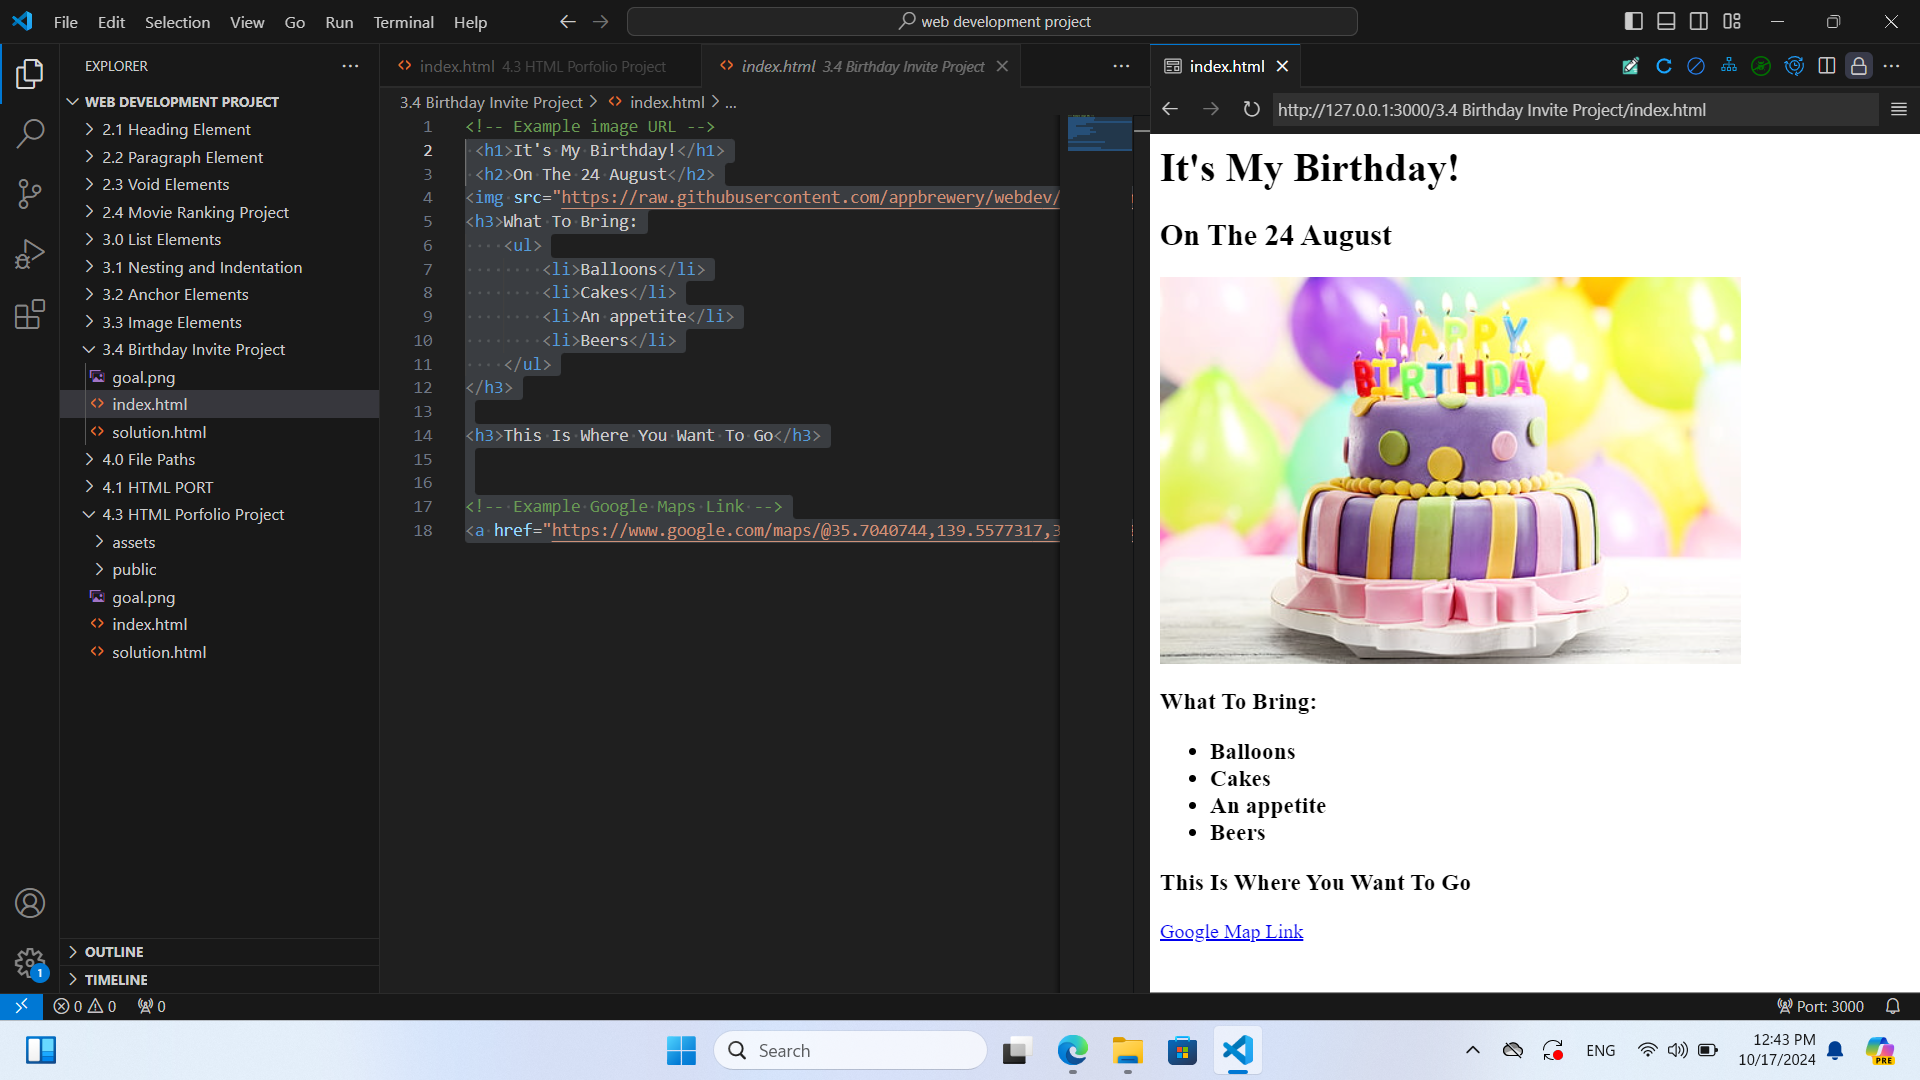 File Edit Selection View Go Run Terminal Help
web development project
EXPLORER
WEB DEVELOPMENT PROJECT
2.1 Heading Element
2.2 Paragraph Element
2.3 Void Elements
2.4 Movie Ranking Project
3.0 List Elements
3.1 Nesting and Indentation
3.2 Anchor Elements
3.3 Image Elements
3.4 Birthday Invite Project
goal.png
index.html
solution.html
4.0 File Paths
4.1 HTML PORT
4.3 HTML Porfolio Project
assets
public
goal.png
index.html
solution.html
OUTLINE
TIMELINE
1
index.html 4.3 HTML Porfolio Project
index.html 3.4 Birthday Invite Project
3.4 Birthday Invite Project > index.html > ...
1 <!-- Example image URL -->
2 <h1>It's My Birthday!</h1>
3 <h2>On The 24 August</h2>
4 <img src="https://raw.githubusercontent.com/appbrewery/webdev/
5 <h3>What To Bring:
6 <ul>
7 <li>Balloons</li>
8 <li>Cakes</li>
9 <li>An appetite</li>
10 <li>Beers</li>
11 </ul>
12 </h3>
13
14 <h3>This Is Where You Want To Go</h3>
15
16
17 <!-- Example Google Maps Link -->
18 <a href="https://www.google.com/maps/@35.7040744,139.5577317,3
index.html
http://127.0.0.1:3000/3.4 Birthday Invite Project/index.html
It's My Birthday!
On The 24 August
HAPPY
BIRTHDAY
What To Bring:
• Balloons
• Cakes
• An appetite
• Beers
This Is Where You Want To Go
Google Map Link
0 0 0
Port: 3000
Search
ENG
12:43 PM
10/17/2024
PRE